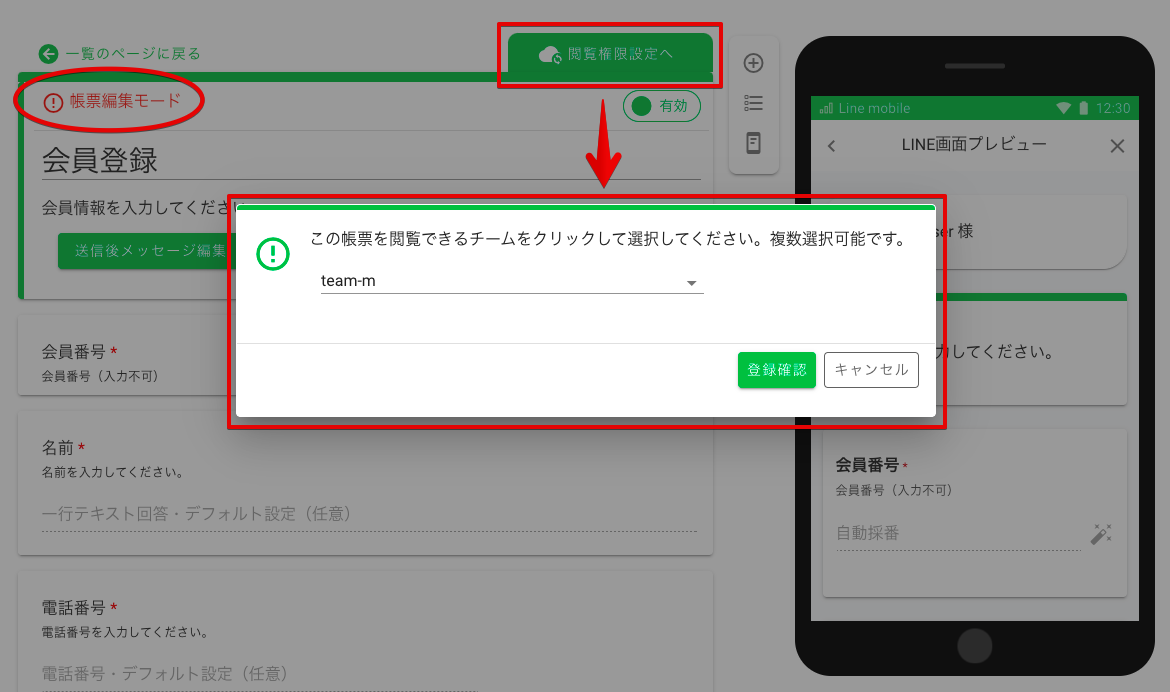 一覧のページに戻る
閲覧権限設定へ
帳票編集モード
有効
会員登録
会員情報を入力してください
送信後メッセージ編集
この帳票を閲覧できるチームをクリックして選択してください。複数選択可能です。
team-m
登録確認
キャンセル
会員番号 *
会員番号（入力不可）
名前 *
名前を入力してください。
一行テキスト回答・デフォルト設定（任意）
電話番号 *
電話番号を入力してください。
電話番号・デフォルト設定（任意）
Line mobile
12:30
LINE画面プレビュー
ser 様
力してください。
会員番号 *
会員番号（入力不可）
自動採番